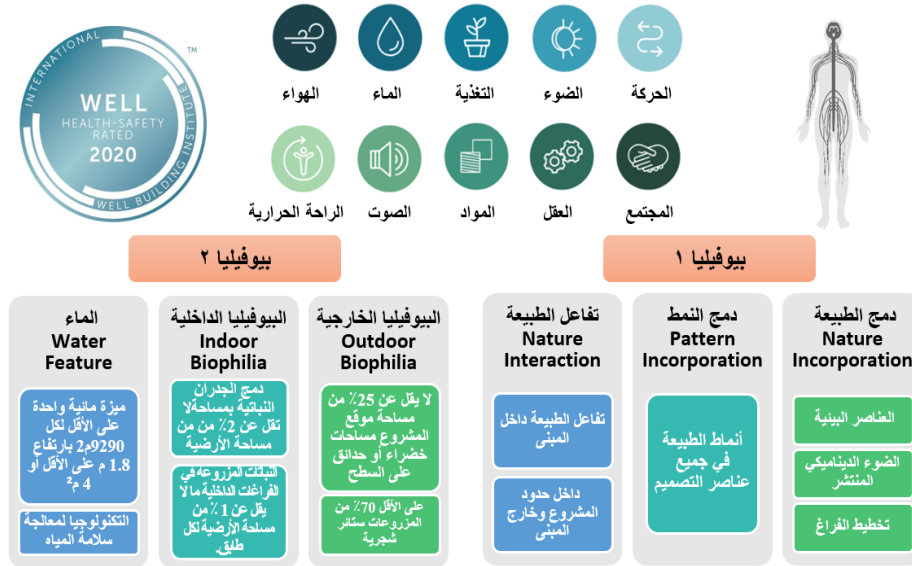 INTERNATIONAL
WELL BUILDING INSTITUTE
TM
WELL
HEALTH-SAFETY
RATED
2020
الحركة
الضوء
التغذية
الماء
الهواء
المجتمع
العقل
المواد
الصوت
الراحة الحرارية
بيوفيليا ١
دمج الطبيعة
Nature
Incorporation
العناصر البيئية
الضوء الديناميكي
المنتشر
تخطيط الفراغ
دمج النمط
Pattern
Incorporation
أنماط الطبيعة
في جميع
عناصر التصميم
تفاعل الطبيعة
Nature
Interaction
تفاعل الطبيعة داخل
المبنى
داخل حدود
المشروع وخارج
المبنى
بيوفيليا ٢
البيوفيليا الخارجية
Outdoor
Biophilia
لا يقل عن 25٪ من
مساحة موقع
المشروع مساحات
خضراء أو حدائق
على السطح
على الأقل 70٪ من
المزروعات ستائر
شجرية
البيوفيليا الداخلية
Indoor
Biophilia
دمج الجدران
النباتية بمساحة لا
تقل عن 2٪ من من
مساحة الأرضية
النباتات المزروعة في
الفراغات الداخلية ما لا
يقل عن 1٪ من
مساحة الأرضية لكل
طابق.
الماء
Water
Feature
ميزة مائية واحدة
على الأقل لكل
9290م2 بارتفاع
1.8 م على الأقل أو
4 م²
التكنولوجيا لمعالجة
سلامة المياه